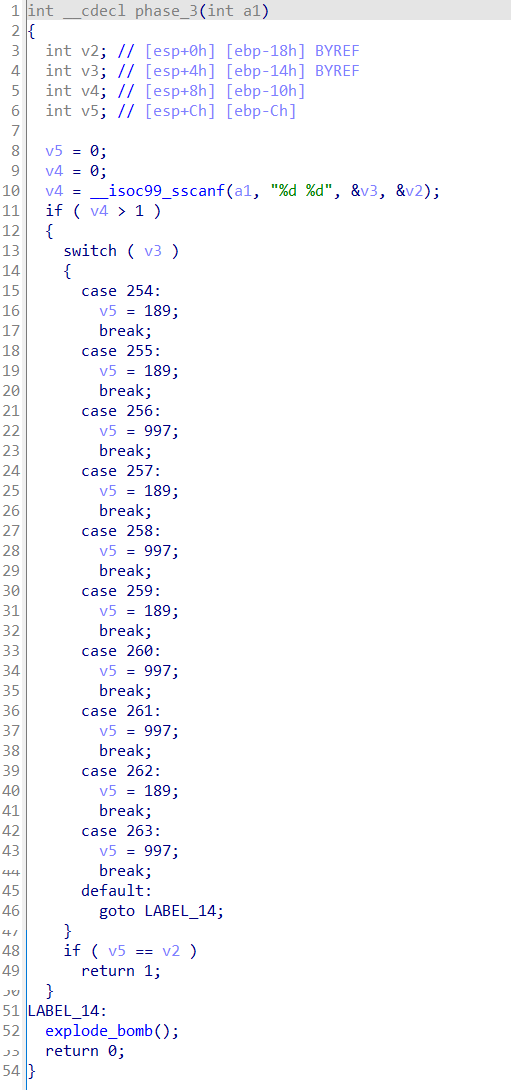 1 int __cdecl phase_3(int a1)
2 {
3   int v2; // [esp+0h] [ebp-18h] BYREF
4   int v3; // [esp+4h] [ebp-14h] BYREF
5   int v4; // [esp+8h] [ebp-10h]
6   int v5; // [esp+Ch] [ebp-Ch]
7
8   v5 = 0;
9   v4 = 0;
10   v4 = __isoc99_sscanf(a1, "%d %d", &v3, &v2);
11   if ( v4 > 1 )
12   {
13     switch ( v3 )
14     {
15       case 254:
16         v5 = 189;
17         break;
18       case 255:
19         v5 = 189;
20         break;
21       case 256:
22         v5 = 997;
23         break;
24       case 257:
25         v5 = 189;
26         break;
27       case 258:
28         v5 = 997;
29         break;
30       case 259:
31         v5 = 189;
32         break;
33       case 260:
34         v5 = 997;
35         break;
36       case 261:
37         v5 = 997;
38         break;
39       case 262:
40         v5 = 189;
41         break;
42       case 263:
43         v5 = 997;
44         break;
45       default:
46         goto LABEL_14;
47     }
48     if ( v5 == v2 )
49       return 1;
50   }
51 LABEL_14:
52   explode_bomb();
53   return 0;
54 }